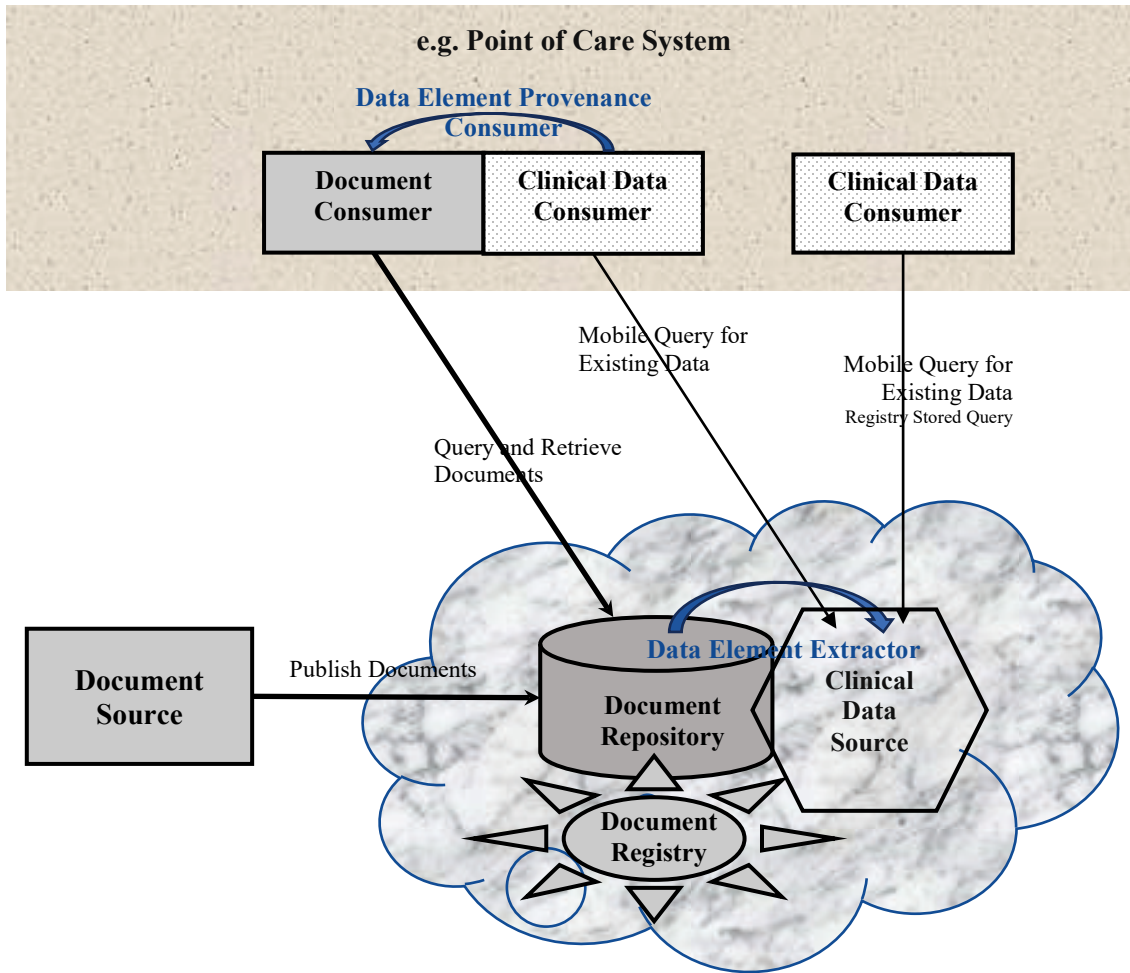 e.g. Point of Care System
Data Element Provenance
Consumer
Document
Consumer
Clinical Data
Consumer
Clinical Data
Consumer
Mobile Query for
Existing Data
Mobile Query for
Existing Data
Registry Stored Query
Query and Retrieve
Documents
Document
Source
Publish Documents
Data Element Extractor
Document
Repository
Clinical
Data
Source
Document
Registry